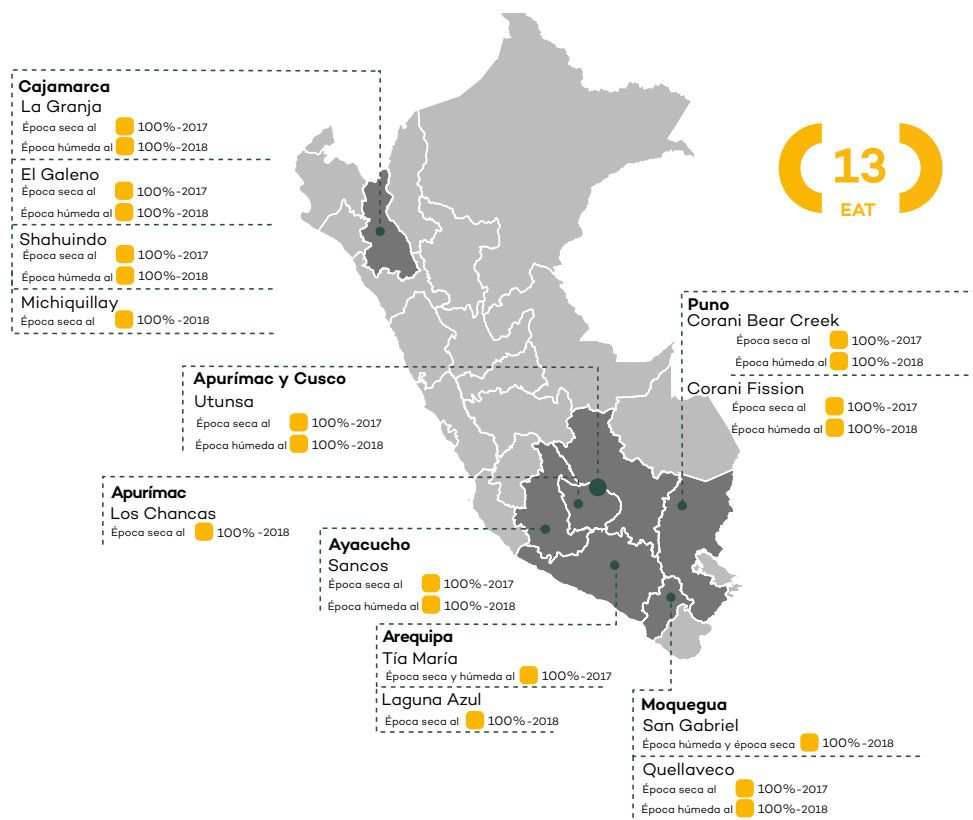 Cajamarca
La Granja
Época seca al 100%-2017
Época húmeda al 100%-2018
El Galeno
Época seca al 100%-2017
Época húmeda al 100%-2018
Shahuindo
Época seca al 100%-2017
Época húmeda al 100%-2018
Michiquillay
Época seca al 100%-2018
13
EAT
Puno
Corani Bear Creek
Época seca al 100%-2017
Época húmeda al 100%-2018
Corani Fission
Época seca al 100%-2017
Época húmeda al 100%-2018
Apurímac y Cusco
Utunsa
Época seca al 100%-2017
Época húmeda al 100%-2018
Apurímac
Los Chancas
Época seca al 100%-2018
Ayacucho
Sancos
Época seca al 100%-2017
Época húmeda al 100%-2018
Arequipa
Tía María
Época seca y húmeda al 100%-2017
Laguna Azul
Época seca al 100%-2018
Moquegua
San Gabriel
Época húmeda y época seca 100%-2018
Quellaveco
Época seca al 100%-2017
Época húmeda al 100%-2018